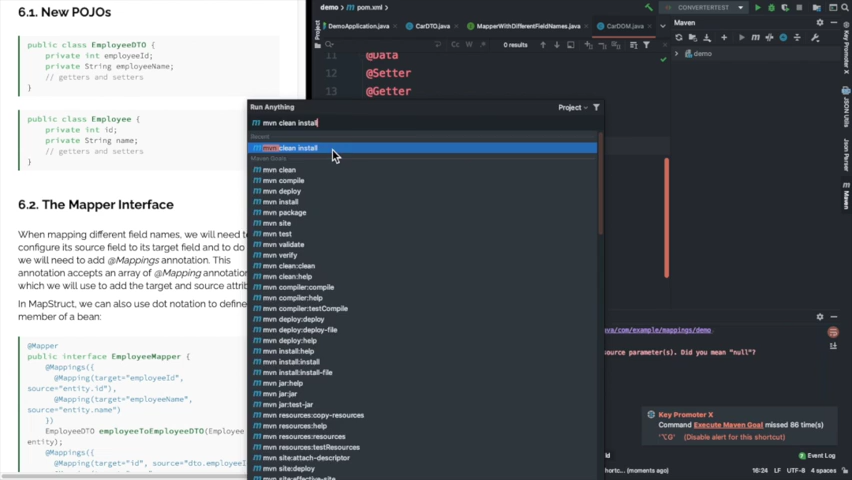 6.1. New POJOs
public class EmployeeDTO {
private int employeeId;
private String employeeName;
// getters and setters
}
public class Employee {
private int id;
private String name;
// getters and setters
}
6.2. The Mapper Interface
When mapping different field names, we will need to
configure its source field to its target field and to do
we will need to add @Mappings annotation. This
annotation accepts an array of @Mapping annotation
which we will use to add the target and source attrib
In MapStruct, we can also use dot notation to define
member of a bean:
@Mapper
public interface EmployeeMapper {
@Mappings({
@Mapping(target="employeeId",
source="entity.id"),
@Mapping(target="employeeName",
source="entity.name")
})
EmployeeDTO employeeToEmployeeDTO(Employee
entity);
@Mappings({
@Mapping(target="id", source="dto.employeeI
demo > pom.xml
CONVERTERTEST
DemoApplication.java
CarDTO.java
MapperWithDifferentFieldNames.java
CarDOM.java
0 results
Project
11 @Data
12 @Setter
13 @Getter
Run Anything
Project
mvn clean install
Recent
mvn clean install
Maven Goals
mvn clean
mvn compile
mvn deploy
mvn install
mvn package
mvn site
mvn test
mvn validate
mvn verify
mvn clean:clean
mvn clean:help
mvn compiler:compile
mvn compiler:help
mvn compiler:testCompile
mvn deploy:deploy
mvn deploy:deploy-file
mvn deploy:help
mvn install:help
mvn install:install
mvn install:install-file
mvn jar:help
mvn jar:jar
mvn jar:test-jar
mvn resources:copy-resources
mvn resources:help
mvn resources:resources
mvn resources:testResources
mvn site:attach-descriptor
mvn site:deploy
mvn site:effective-site
Maven
demo
Key Promoter X
JSON Utils
Json Parser
Maven
ava/com/example/mappings/demo
ource parameter(s). Did you mean "null"?
Key Promoter X
Command Execute Maven Goal missed 86 time(s)
(Disable alert for this shortcut)
Event Log
hortc... (moments ago)
16:24 LF UTF-8 4 spaces